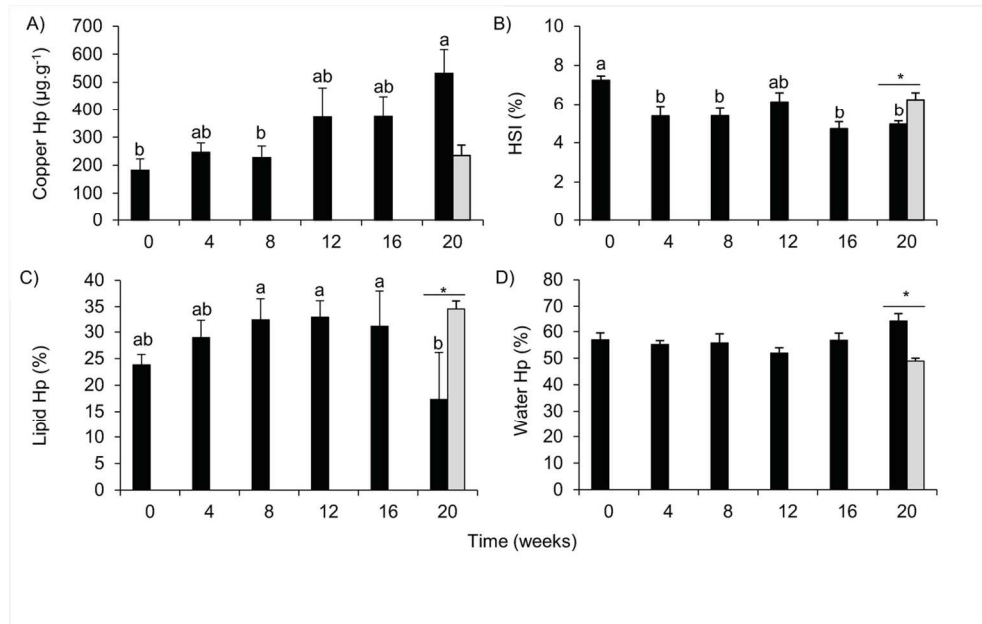 A)
Copper Hp (µg.g⁻¹)
700
600
500
400
300
200
100
0
b
ab
b
ab
ab
a
0 4 8 12 16 20
B)
HSI (%)
10
8
6
4
2
0
a
b
b
ab
b
b
*
0 4 8 12 16 20
C)
Lipid Hp (%)
40
35
30
25
20
15
10
5
0
ab
ab
a
a
a
b
*
0 4 8 12 16 20
D)
Water Hp (%)
80
70
60
50
40
30
20
10
0
*
0 4 8 12 16 20
Time (weeks)